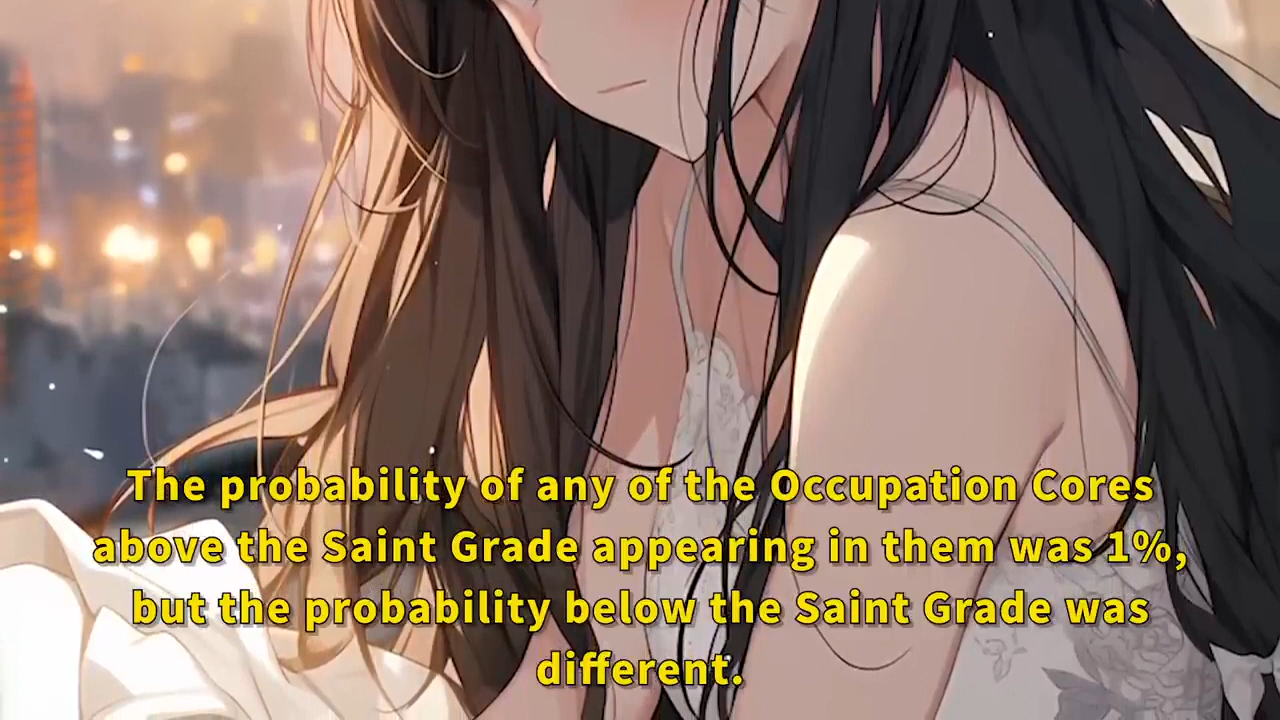 The probability of any of the Occupation Cores
above the Saint Grade appearing in them was 1%,
but the probability below the Saint Grade was
different.